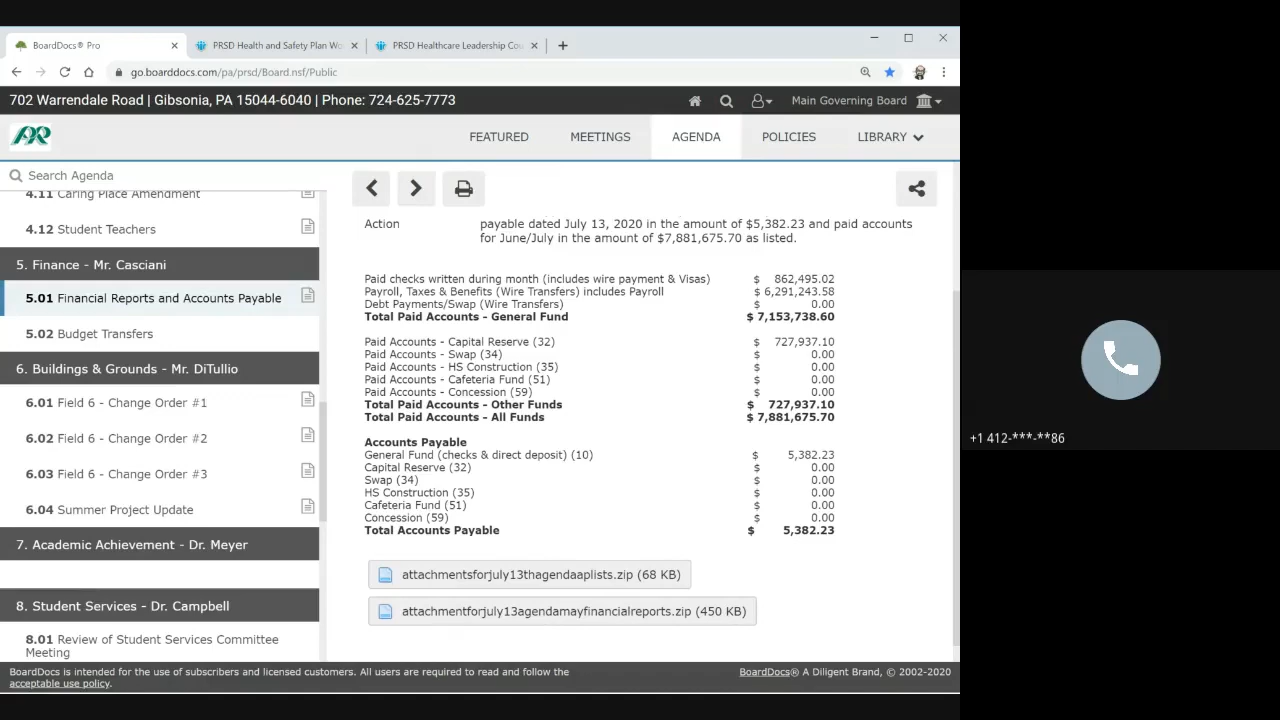 BoardDocs® Pro
PRSD Health and Safety Plan Wo
PRSD Healthcare Leadership Cou
go.boarddocs.com/pa/prsd/Board.nsf/Public
702 Warrendale Road | Gibsonia, PA 15044-6040 | Phone: 724-625-7773
Main Governing Board
PR
FEATURED MEETINGS AGENDA POLICIES LIBRARY
Search Agenda
4.11 Caring Place Amendment
4.12 Student Teachers
5. Finance - Mr. Casciani
5.01 Financial Reports and Accounts Payable
5.02 Budget Transfers
6. Buildings & Grounds - Mr. DiTullio
6.01 Field 6 - Change Order #1
6.02 Field 6 - Change Order #2
6.03 Field 6 - Change Order #3
6.04 Summer Project Update
7. Academic Achievement - Dr. Meyer
8. Student Services - Dr. Campbell
8.01 Review of Student Services Committee
Meeting
Action payable dated July 13, 2020 in the amount of $5,382.23 and paid accounts
for June/July in the amount of $7,881,675.70 as listed.
Paid checks written during month (includes wire payment & Visas) $ 862,495.02
Payroll, Taxes & Benefits (Wire Transfers) includes Payroll $ 6,291,243.58
Debt Payments/Swap (Wire Transfers) $ 0.00
Total Paid Accounts - General Fund $ 7,153,738.60
Paid Accounts - Capital Reserve (32) $ 727,937.10
Paid Accounts - Swap (34) $ 0.00
Paid Accounts - HS Construction (35) $ 0.00
Paid Accounts - Cafeteria Fund (51) $ 0.00
Paid Accounts - Concession (59) $ 0.00
Total Paid Accounts - Other Funds $ 727,937.10
Total Paid Accounts - All Funds $ 7,881,675.70
Accounts Payable
General Fund (checks & direct deposit) (10) $ 5,382.23
Capital Reserve (32) $ 0.00
Swap (34) $ 0.00
HS Construction (35) $ 0.00
Cafeteria Fund (51) $ 0.00
Concession (59) $ 0.00
Total Accounts Payable $ 5,382.23
attachmentsforjuly13thagendaaplists.zip (68 KB)
attachmentforjuly13agendamayfinancialreports.zip (450 KB)
BoardDocs is intended for the use of subscribers and licensed customers. All users are required to read and follow the
acceptable use policy.
BoardDocs® A Diligent Brand, © 2002-2020
+1 412-***-**86